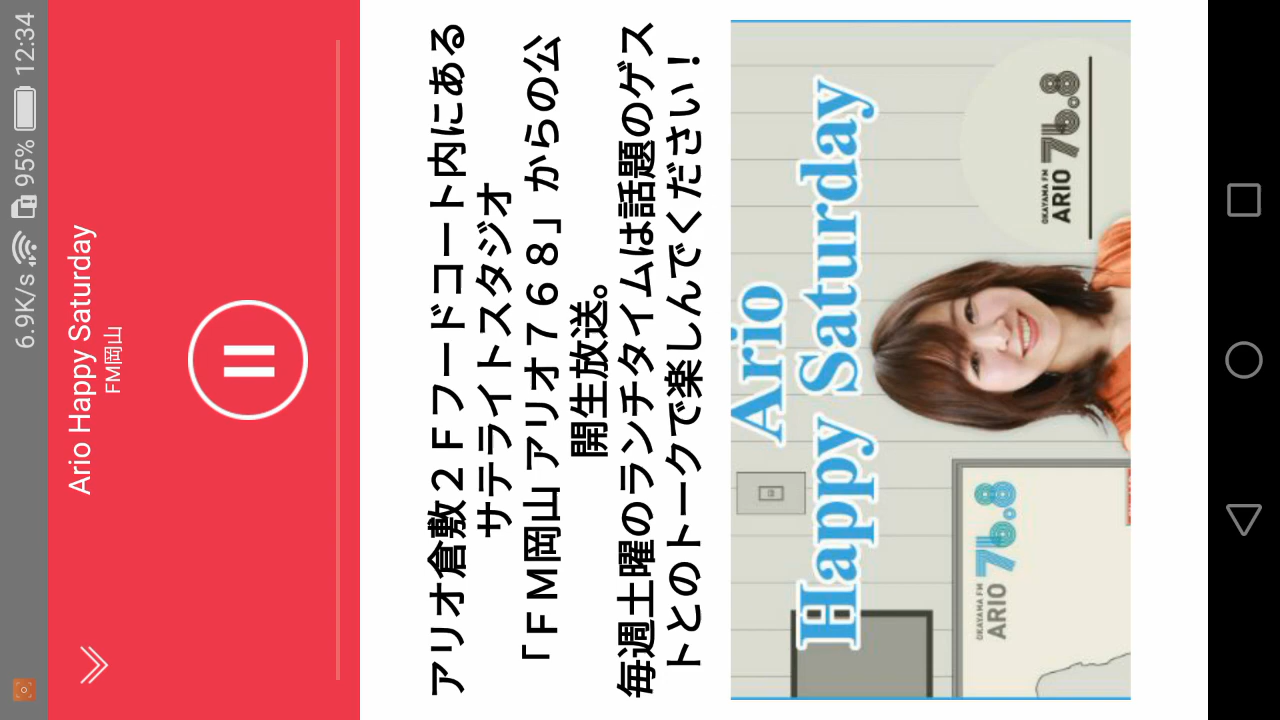 6.9K/s 95% 12:34
Ario Happy Saturday
FM岡山
アリオ倉敷２Ｆフードコート内にある
サテライトスタジオ
「ＦＭ岡山 アリオ７６８」からの公
開生放送。
毎週土曜のランチタイムは話題のゲス
トとのトークで楽しんでください！
Ario
Happy Saturday
OKAYAMA FM
ARIO 76.8
OKAYAMA FM
ARIO 76.8